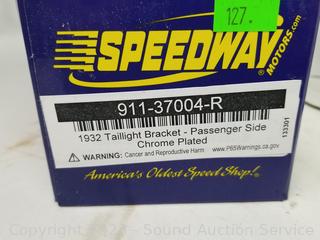 127.
SPEEDWAY
MOTORS.com
911-37004-R
1932 Taillight Bracket - Passenger Side
Chrome Plated
133301
⚠ WARNING: Cancer and Reproductive Harm www.P65Warnings.ca.gov
America's Oldest Speed Shop!
Copyright 2023 - Sound Auction Service